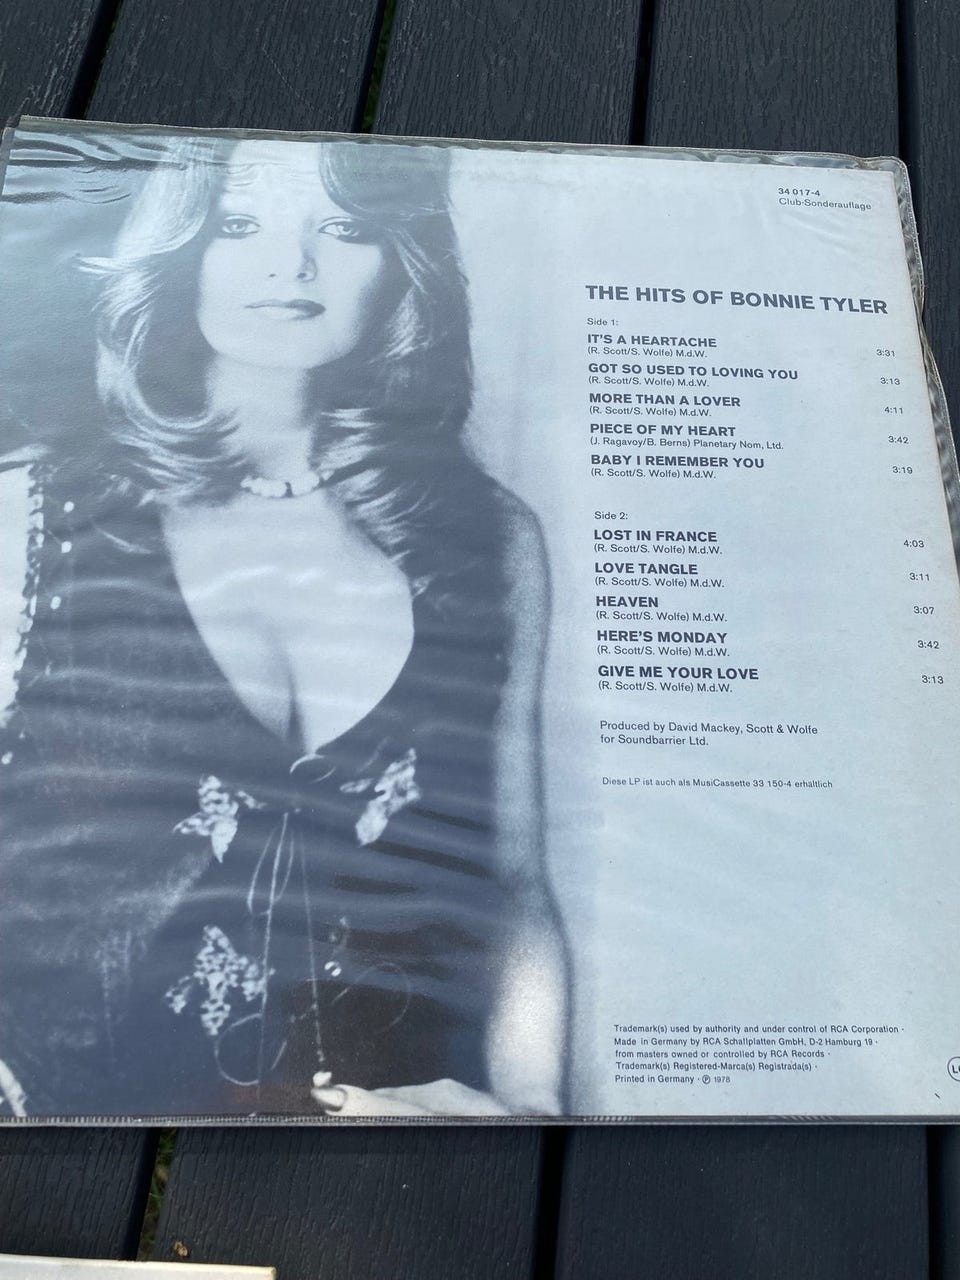 34 017-4
Club-Sonderauflage
THE HITS OF BONNIE TYLER
Side 1:
IT'S A HEARTACHE 3:31
(R. Scott/S. Wolfe) M.d.W.
GOT SO USED TO LOVING YOU 3:13
(R. Scott/S. Wolfe) M.d.W.
MORE THAN A LOVER 4:11
(R. Scott/S. Wolfe) M.d.W.
PIECE OF MY HEART 3:42
(J. Ragavoy/B. Berns) Planetary Nom, Ltd.
BABY I REMEMBER YOU 3:19
(R. Scott/S. Wolfe) M.d.W.
Side 2:
LOST IN FRANCE 4:03
(R. Scott/S. Wolfe) M.d.W.
LOVE TANGLE 3:11
(R. Scott/S. Wolfe) M.d.W.
HEAVEN 3:07
(R. Scott/S. Wolfe) M.d.W.
HERE'S MONDAY 3:42
(R. Scott/S. Wolfe) M.d.W.
GIVE ME YOUR LOVE 3:13
(R. Scott/S. Wolfe) M.d.W.
Produced by David Mackey, Scott & Wolfe
for Soundbarrier Ltd.
Diese LP ist auch als MusiCassette 33 150-4 erhältlich
Trademark(s) used by authority and under control of RCA Corporation ·
Made in Germany by RCA Schallplatten GmbH, D-2 Hamburg 19 ·
from masters owned or controlled by RCA Records ·
Trademark(s) Registered-Marca(s) Registrada(s) ·
Printed in Germany · ℗ 1978